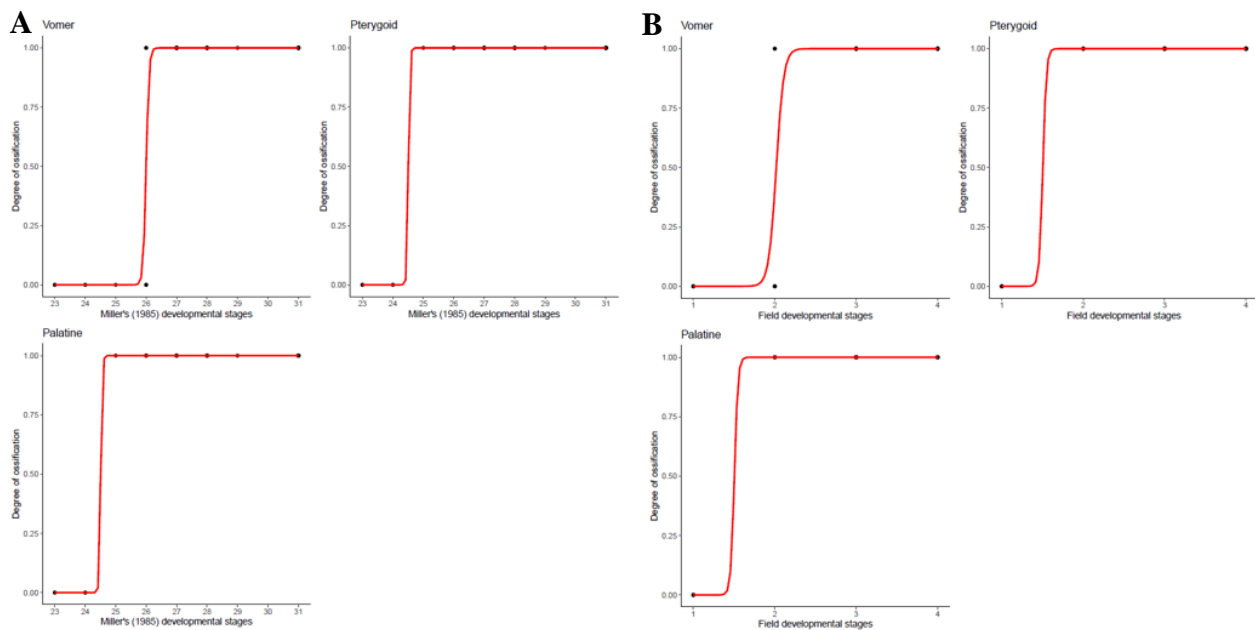 A
Vomer
1.00
0.75
0.50
0.25
0.00
Degree of ossification
23 24 25 26 27 28 29 30 31
Miller's (1985) developmental stages
Pterygoid
1.00
0.75
0.50
0.25
0.00
Degree of ossification
23 24 25 26 27 28 29 30 31
Miller's (1985) developmental stages
Palatine
1.00
0.75
0.50
0.25
0.00
Degree of ossification
23 24 25 26 27 28 29 30 31
Miller's (1985) developmental stages
B
Vomer
1.00
0.75
0.50
0.25
0.00
Degree of ossification
1 2 3 4
Field developmental stages
Pterygoid
1.00
0.75
0.50
0.25
0.00
Degree of ossification
1 2 3 4
Field developmental stages
Palatine
1.00
0.75
0.50
0.25
0.00
Degree of ossification
1 2 3 4
Field developmental stages